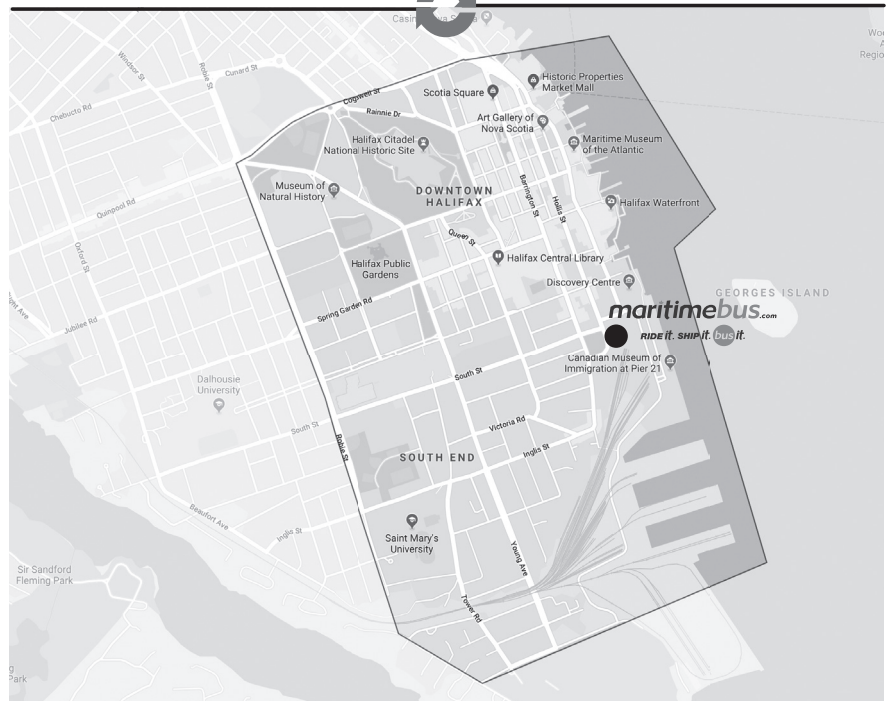 Casino Nova Scotia
Windsor St
Robie St
Cunard St
Chebucto Rd
Cogwell St
Rainnie Dr
Scotia Square
Historic Properties
Market Mall
Art Gallery of
Nova Scotia
Halifax Citadel
National Historic Site
Maritime Museum
of the Atlantic
Museum of
Natural History
DOWNTOWN
HALIFAX
Barrington St
Hollis St
Halifax Waterfront
Quinpool Rd
Queen St
Oxford St
Halifax Public
Gardens
Halifax Central Library
Discovery Centre
GEORGES ISLAND
Spring Garden Rd
maritimebus.com
RIDE it. SHIP it. bus it.
Jubilee Rd
Canadian Museum of
Immigration at Pier 21
Dalhousie
University
South St
South St
Victoria Rd
Robie St
Inglis St
SOUTH END
Beaufort Ave
Inglis St
Saint Mary's
University
Young Ave
Sir Sandford
Fleming Park
Tower Rd
Park